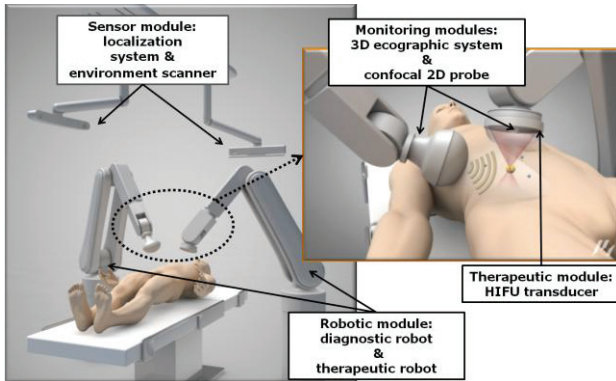 Sensor module:
localization
system &
environment scanner
Monitoring modules:
3D ecographic system
&
confocal 2D probe
Therapeutic module:
HIFU transducer
Robotic module:
diagnostic robot
&
therapeutic robot